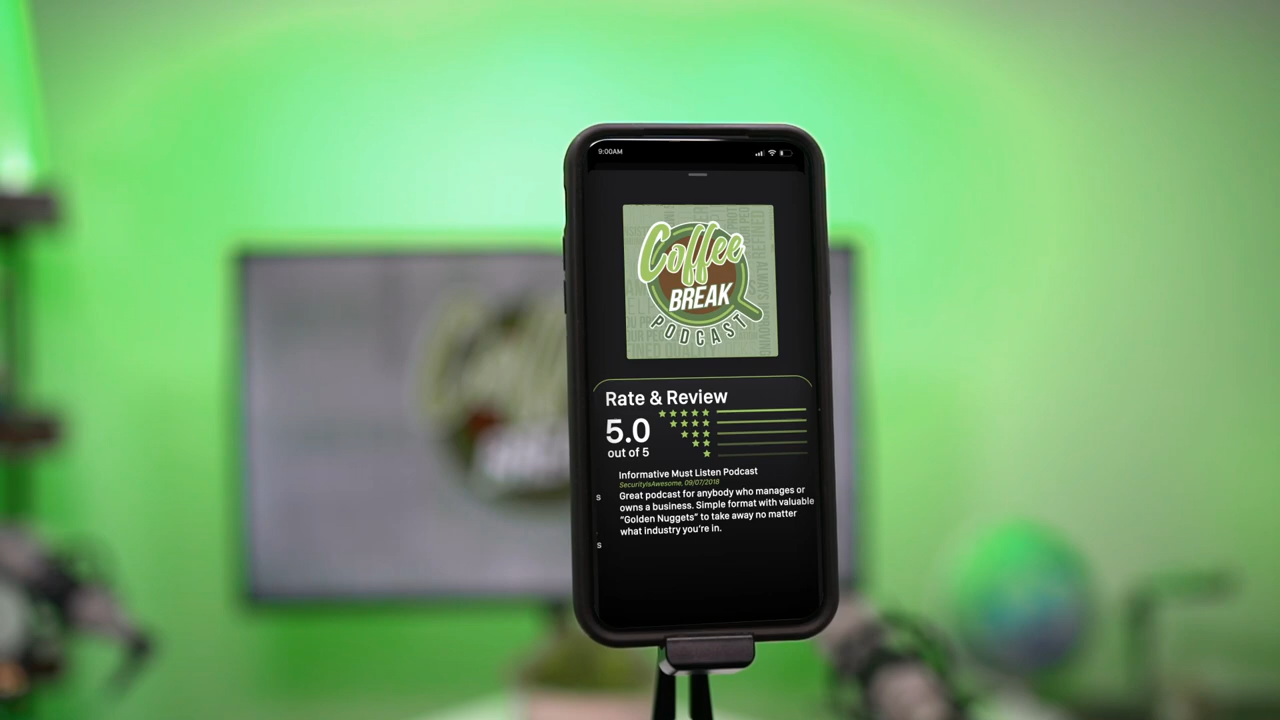 9:00AM
Coffee
BREAK
PODCAST
ALWAYS REFINED
Rate & Review
5.0
out of 5
Informative Must Listen Podcast
SecurityIsAwesome, 09/07/2018
Great podcast for anybody who manages or
s
owns a business. Simple format with valuable
“Golden Nuggets” to take away no matter
what industry you’re in.
s